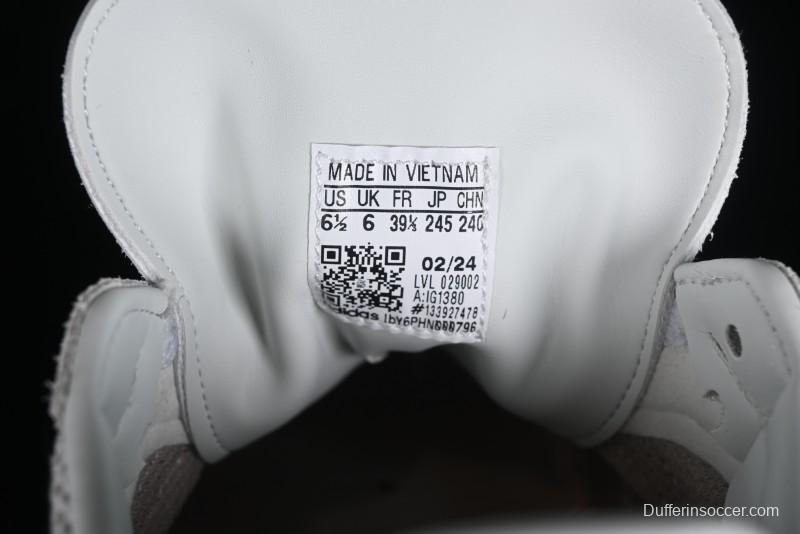 MADE IN VIETNAM
US UK FR JP CHN
6½ 6 39⅓ 245 240
02/24
LVL 029002
A:IG1380
#133927478
adidas
Dufferinsoccer.com